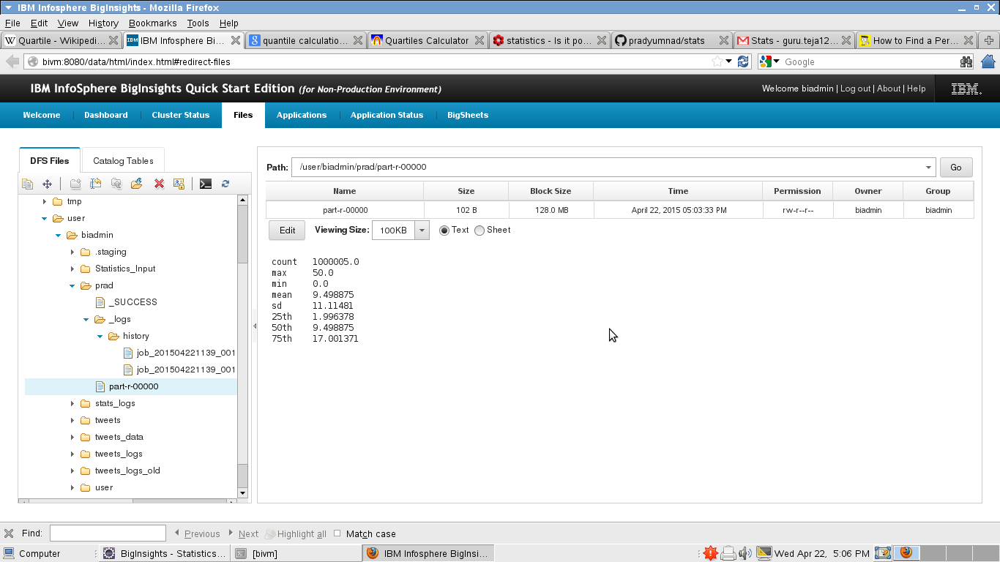 IBM Infosphere BigInsights - Mozilla Firefox
File Edit View History Bookmarks Tools Help
W Quartile - Wikipedi... IBM IBM Infosphere Bi... quantile calculatio... Quartiles Calculator statistics - Is it po... pradyumnad/stats Stats - guru.teja12... How to Find a Per...
bivm:8080/data/html/index.html#redirect-files Google
IBM InfoSphere BigInsights Quick Start Edition (for Non-Production Environment) Welcome biadmin | Log out | About | Help IBM.
Welcome Dashboard Cluster Status Files Applications Application Status BigSheets
DFS Files Catalog Tables
Path: /user/biadmin/prad/part-r-00000 Go
Name Size Block Size Time Permission Owner Group
part-r-00000 102 B 128.0 MB April 22, 2015 05:03:33 PM rw-r--r-- biadmin biadmin
Edit Viewing Size: 100KB Text Sheet
tmp
user
biadmin
.staging
Statistics_Input
prad
_SUCCESS
_logs
history
job_201504221139_001
job_201504221139_001
part-r-00000
stats_logs
tweets
tweets_data
tweets_logs
tweets_logs_old
user
count 1000005.0
max 50.0
min 0.0
mean 9.498875
sd 11.11481
25th 1.996378
50th 9.498875
75th 17.001371
Find: Previous Next Highlight all Match case
Computer BigInsights - Statistics... [bivm] IBM Infosphere BigInsi... Wed Apr 22, 5:06 PM